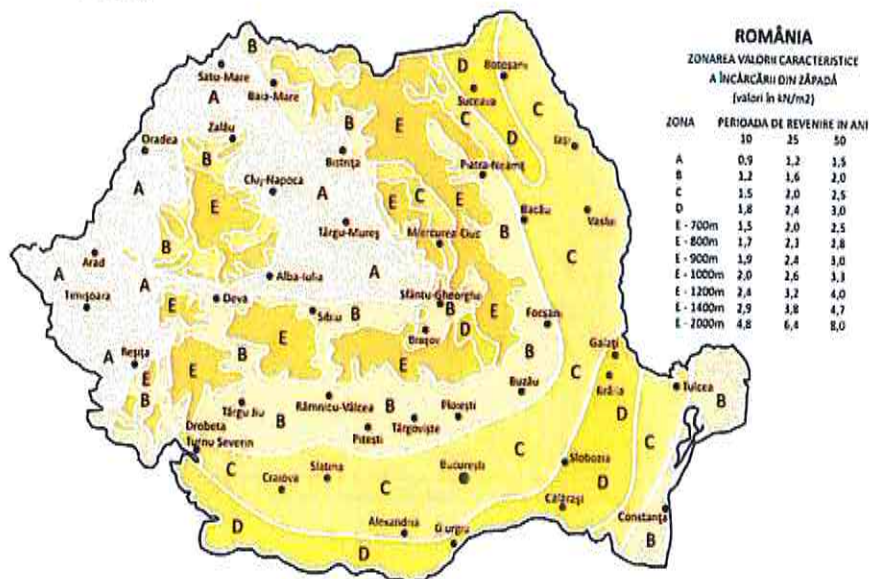 ROMÂNIA
ZONAREA VALORII CARACTERISTICE
A ÎNCĂRCĂRII DIN ZĂPADĂ
(valori în kN/m2)
ZONA PERIOADA DE REVENIRE IN ANI
10 25 50
A 0,9 1,2 1,5
B 1,2 1,6 2,0
C 1,5 2,0 2,5
D 1,8 2,4 3,0
E - 700m 1,5 2,0 2,5
E - 800m 1,7 2,3 2,8
E - 900m 1,9 2,4 3,0
E - 1000m 2,0 2,6 3,3
E - 1200m 2,4 3,2 4,0
E - 1400m 2,9 3,8 4,7
E - 2000m 4,8 6,4 8,0
B
Satu-Mare
D
Botoșani
A
Baia-Mare
Suceava
C
C
Zalău
B
E
D
Iași
Oradea
B
Bistrița
Piatra-Neamț
A
Cluj-Napoca
A
C
E
E
E
Bacău
Vaslui
Târgu-Mureș
Miercurea-Ciuc
B
B
Arad
C
A
A
Alba-Iulia
A
Timișoara
E
Deva
Sfântu-Gheorghe
B
B
Sibiu
D
E
Focșani
Brașov
B
E
E
Galați
Reșița
A
E
E
B
C
Brăila
Tulcea
B
Buzău
B
Târgu Jiu
Râmnicu-Vâlcea
B
Ploiești
D
B
Pitești
Târgoviște
C
Drobeta
Turnu Severin
C
Slatina
București
C
Slobozia
Craiova
C
D
Călărași
Constanța
D
Alexandria
Giurgiu
B
D